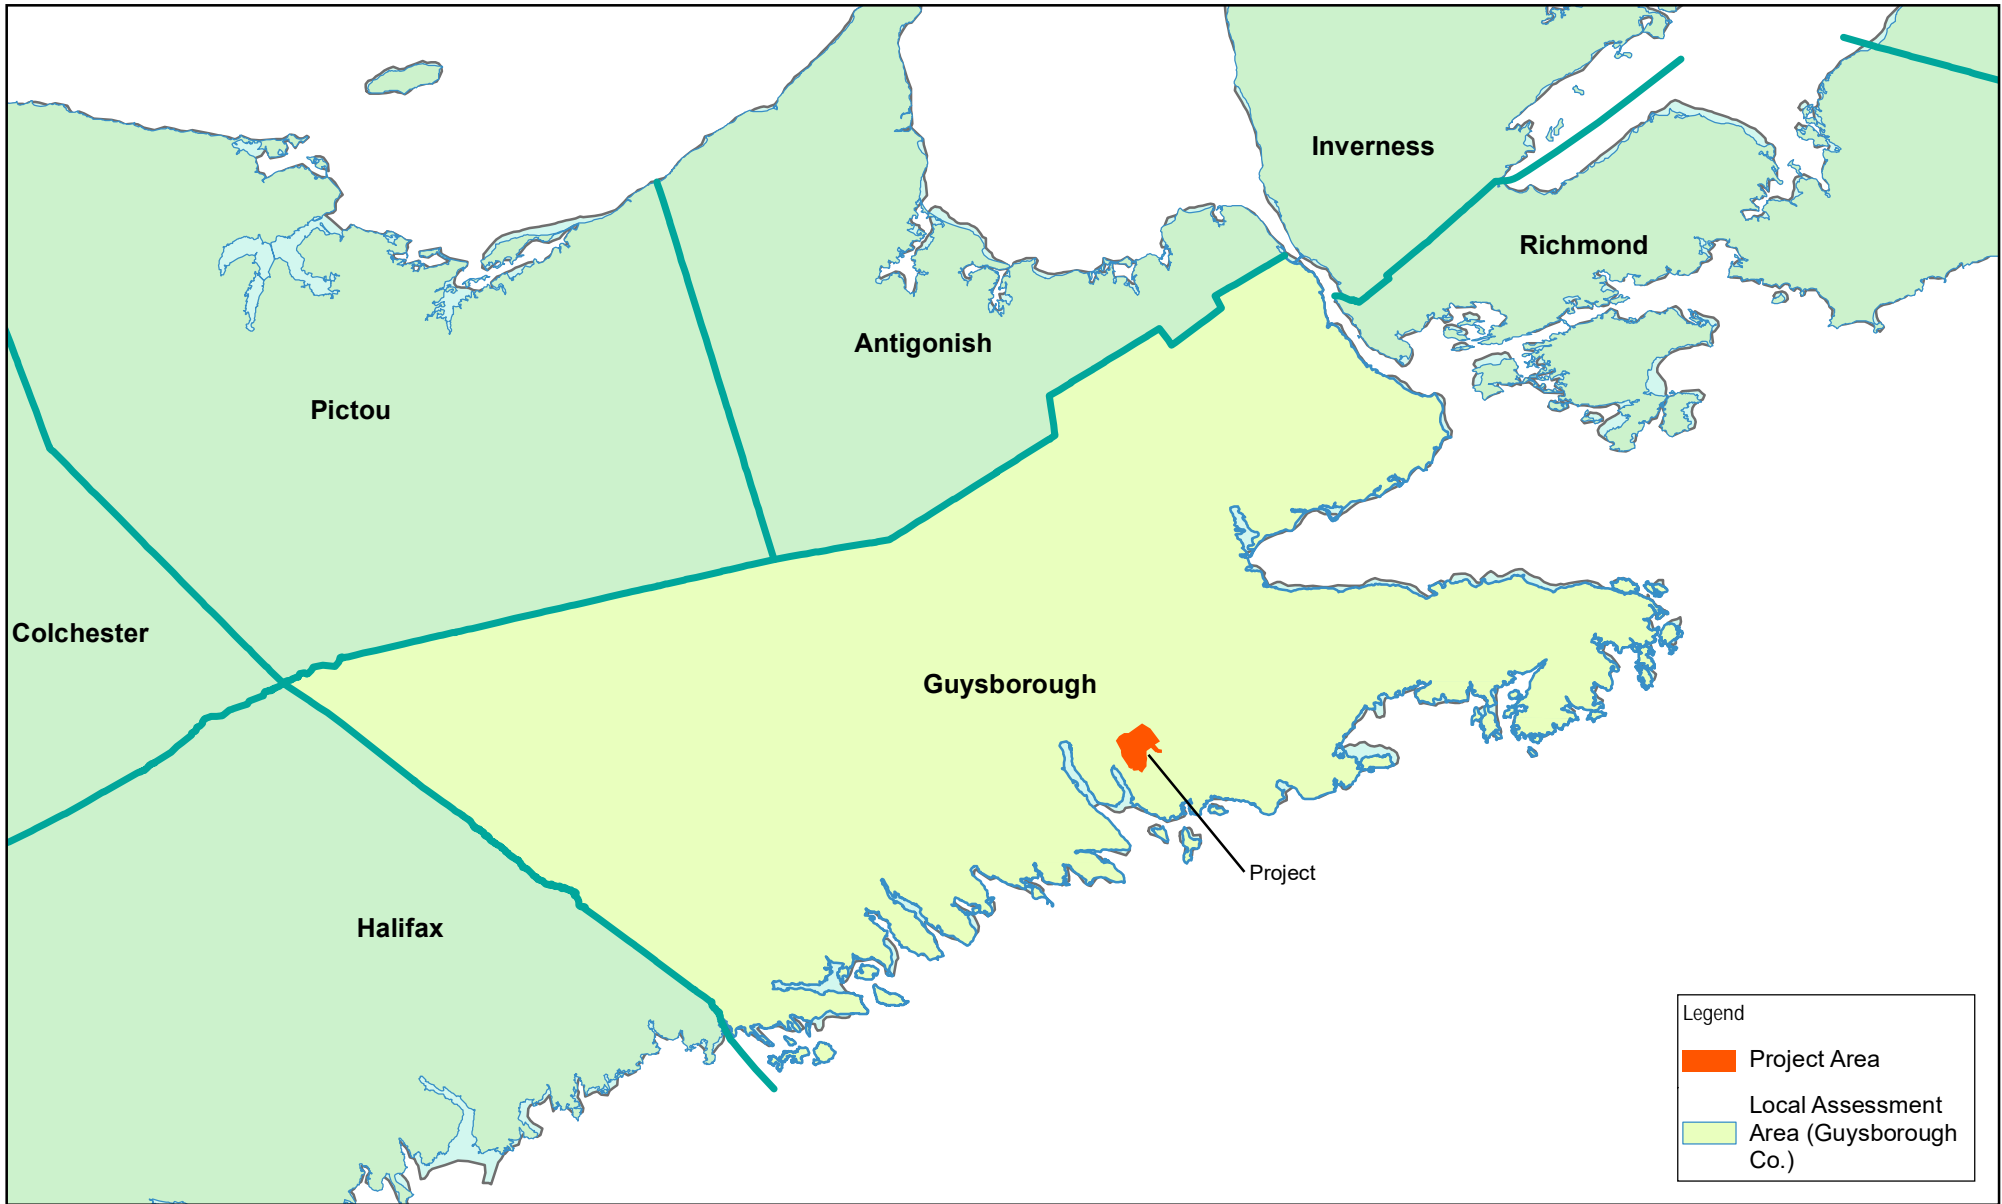 Inverness
Richmond
Antigonish
Pictou
Colchester
Guysborough
Project
Halifax
Legend
Project Area
Local Assessment
Area (Guysborough
Co.)